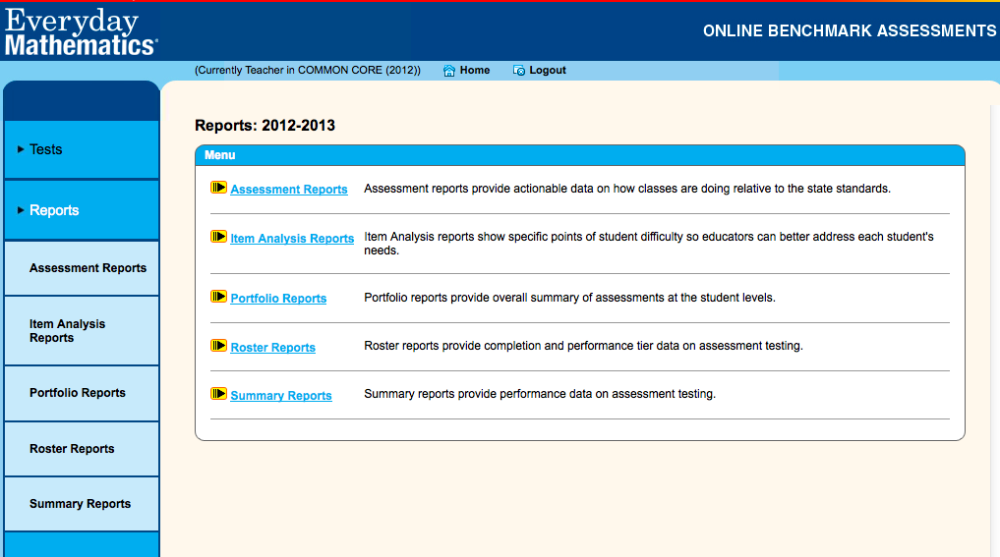 Everyday
Mathematics®
ONLINE BENCHMARK ASSESSMENTS
(Currently Teacher in COMMON CORE (2012)) Home Logout
Tests
Reports
Assessment Reports
Item Analysis
Reports
Portfolio Reports
Roster Reports
Summary Reports
Reports: 2012-2013
Menu
Assessment Reports Assessment reports provide actionable data on how classes are doing relative to the state standards.
Item Analysis Reports Item Analysis reports show specific points of student difficulty so educators can better address each student's
needs.
Portfolio Reports Portfolio reports provide overall summary of assessments at the student levels.
Roster Reports Roster reports provide completion and performance tier data on assessment testing.
Summary Reports Summary reports provide performance data on assessment testing.